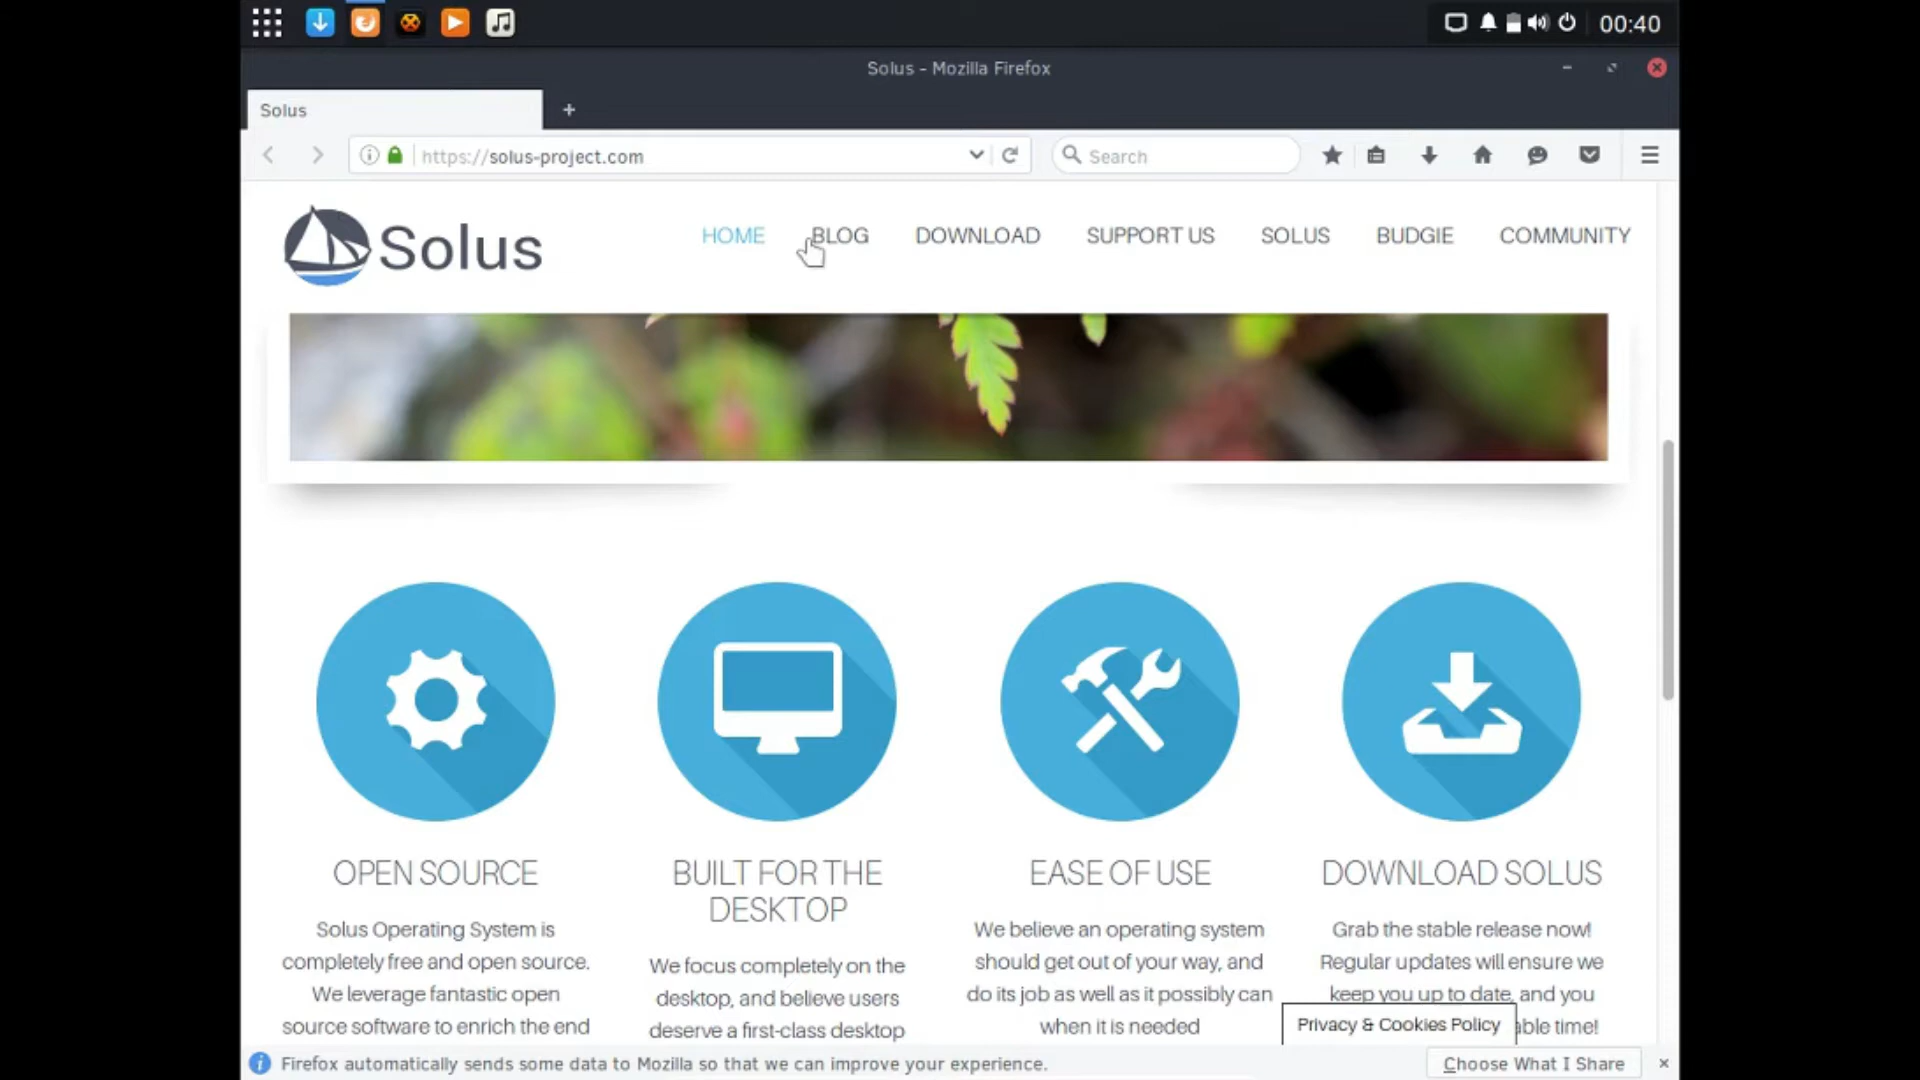 00:40
Solus - Mozilla Firefox
Solus
https://solus-project.com
Search
Solus
HOME BLOG DOWNLOAD SUPPORT US SOLUS BUDGIE COMMUNITY
OPEN SOURCE
Solus Operating System is
completely free and open source.
We leverage fantastic open
source software to enrich the end
BUILT FOR THE
DESKTOP
We focus completely on the
desktop, and believe users
deserve a first-class desktop
EASE OF USE
We believe an operating system
should get out of your way, and
do its job as well as it possibly can
when it is needed
DOWNLOAD SOLUS
Grab the stable release now!
Regular updates will ensure we
keep you up to date, and you
able time!
Privacy & Cookies Policy
Firefox automatically sends some data to Mozilla so that we can improve your experience.
Choose What I Share